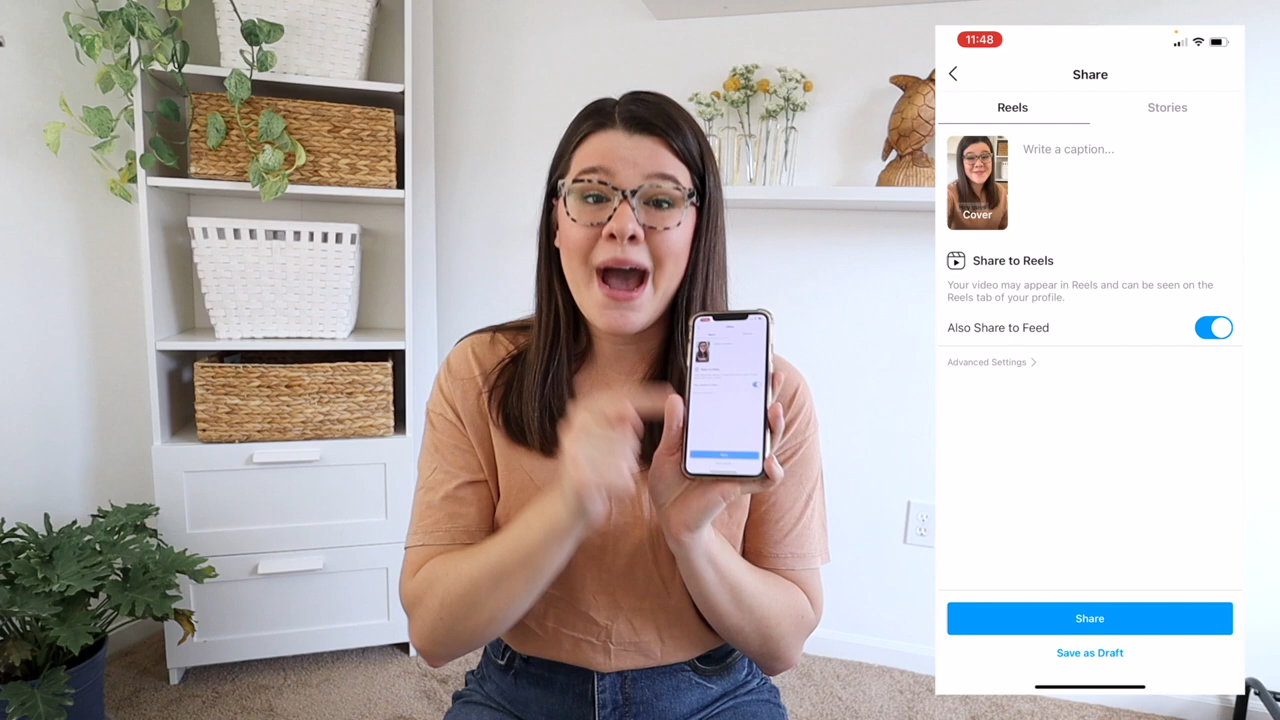 11:48
Share
Reels
Stories
Write a caption...
Cover
Share to Reels
Your video may appear in Reels and can be seen on the
Reels tab of your profile.
Also Share to Feed
Advanced Settings
Share
Save as Draft